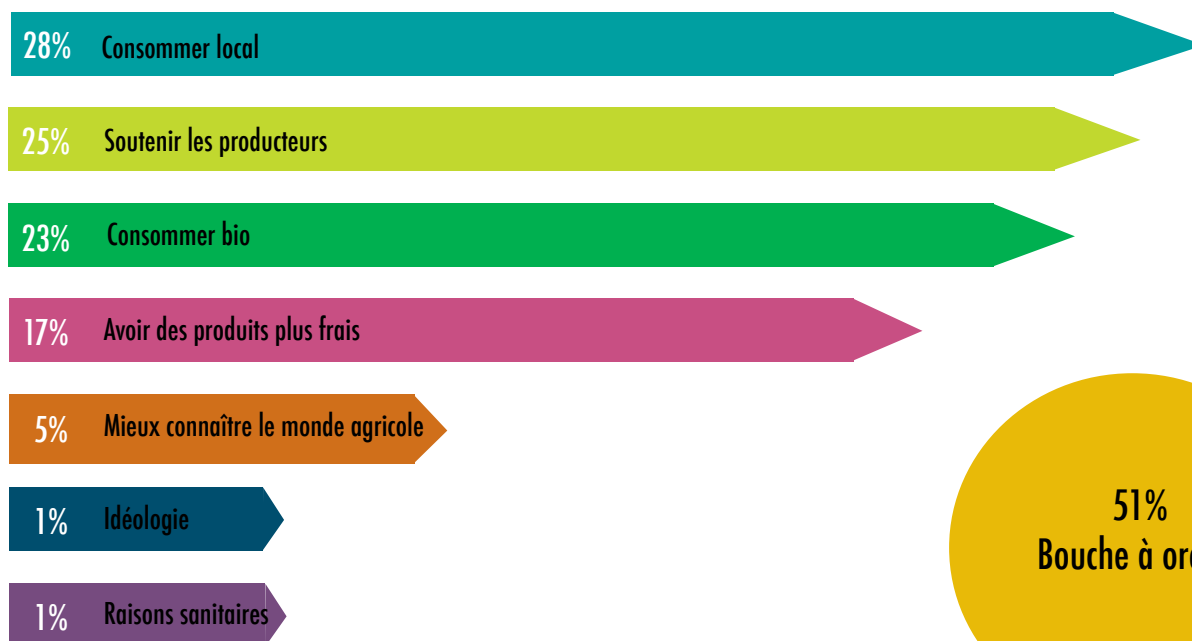 28% Consommer local
25% Soutenir les producteurs
23% Consommer bio
17% Avoir des produits plus frais
5% Mieux connaître le monde agricole
1% Idéologie
1% Raisons sanitaires
51%
Bouche à